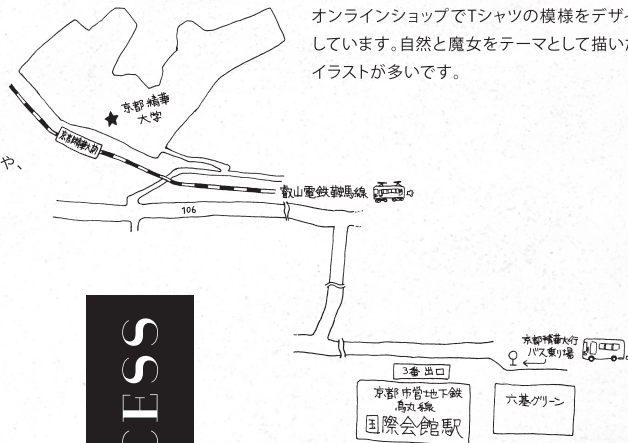 オンラインショップでTシャツの模様をデザイ
しています。自然と魔女をテーマとして描いた
イラストが多いです。
京都精華
大学
京都精華大前
や、
叡山電鉄鞍馬線
106
京都精華大行
バス乗り場
3番出口
京都市営地下鉄
烏丸線
国際会館駅
六基グリーン
CESS